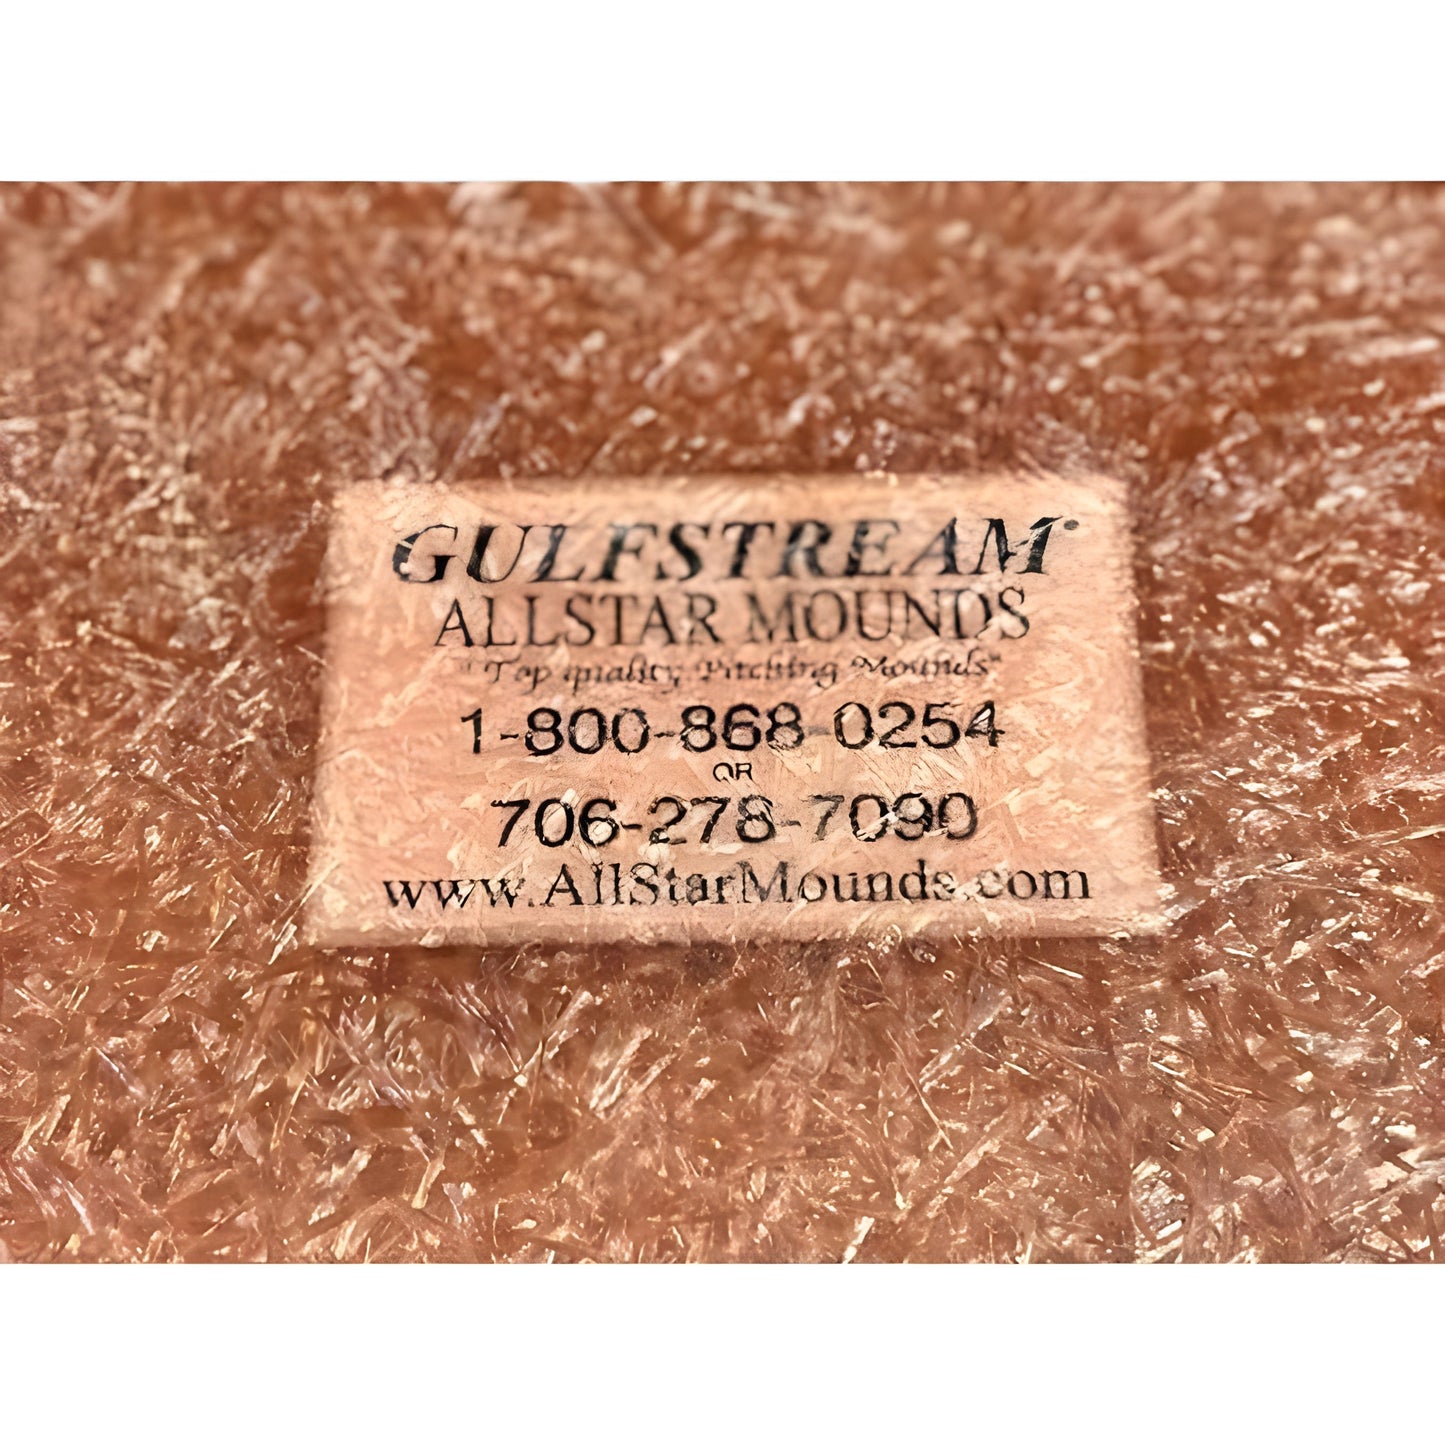 GULFSTREAM
ALLSTAR MOUNDS
"Top quality Pitching Mounds"
1-800-868-0254
OR
706-278-7090
www.AllStarMounds.com